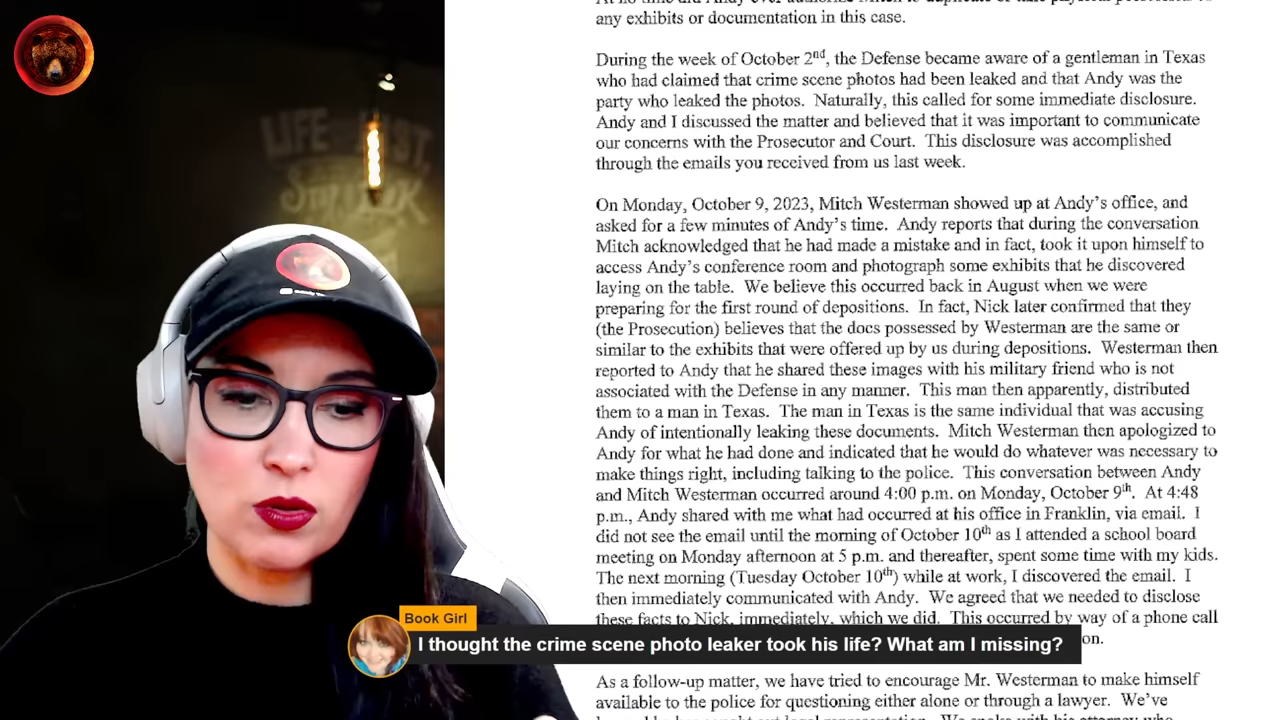 any exhibits or documentation in this case.
During the week of October 2nd, the Defense became aware of a gentleman in Texas
who had claimed that crime scene photos had been leaked and that Andy was the
party who leaked the photos. Naturally, this called for some immediate disclosure.
Andy and I discussed the matter and believed that it was important to communicate
our concerns with the Prosecutor and Court. This disclosure was accomplished
through the emails you received from us last week.
On Monday, October 9, 2023, Mitch Westerman showed up at Andy's office, and
asked for a few minutes of Andy's time. Andy reports that during the conversation
Mitch acknowledged that he had made a mistake and in fact, took it upon himself to
access Andy's conference room and photograph some exhibits that he discovered
laying on the table. We believe this occurred back in August when we were
preparing for the first round of depositions. In fact, Nick later confirmed that they
(the Prosecution) believes that the docs possessed by Westerman are the same or
similar to the exhibits that were offered up by us during depositions. Westerman then
reported to Andy that he shared these images with his military friend who is not
associated with the Defense in any manner. This man then apparently, distributed
them to a man in Texas. The man in Texas is the same individual that was accusing
Andy of intentionally leaking these documents. Mitch Westerman then apologized to
Andy for what he had done and indicated that he would do whatever was necessary to
make things right, including talking to the police. This conversation between Andy
and Mitch Westerman occurred around 4:00 p.m. on Monday, October 9th. At 4:48
p.m., Andy shared with me what had occurred at his office in Franklin, via email. I
did not see the email until the morning of October 10th as I attended a school board
meeting on Monday afternoon at 5 p.m. and thereafter, spent some time with my kids.
The next morning (Tuesday October 10th) while at work, I discovered the email. I
then immediately communicated with Andy. We agreed that we needed to disclose
these facts to Nick, immediately, which we did. This occurred by way of a phone call
on.
As a follow-up matter, we have tried to encourage Mr. Westerman to make himself
available to the police for questioning either alone or through a lawyer. We've
LIFE
Book Girl
I thought the crime scene photo leaker took his life? What am I missing?